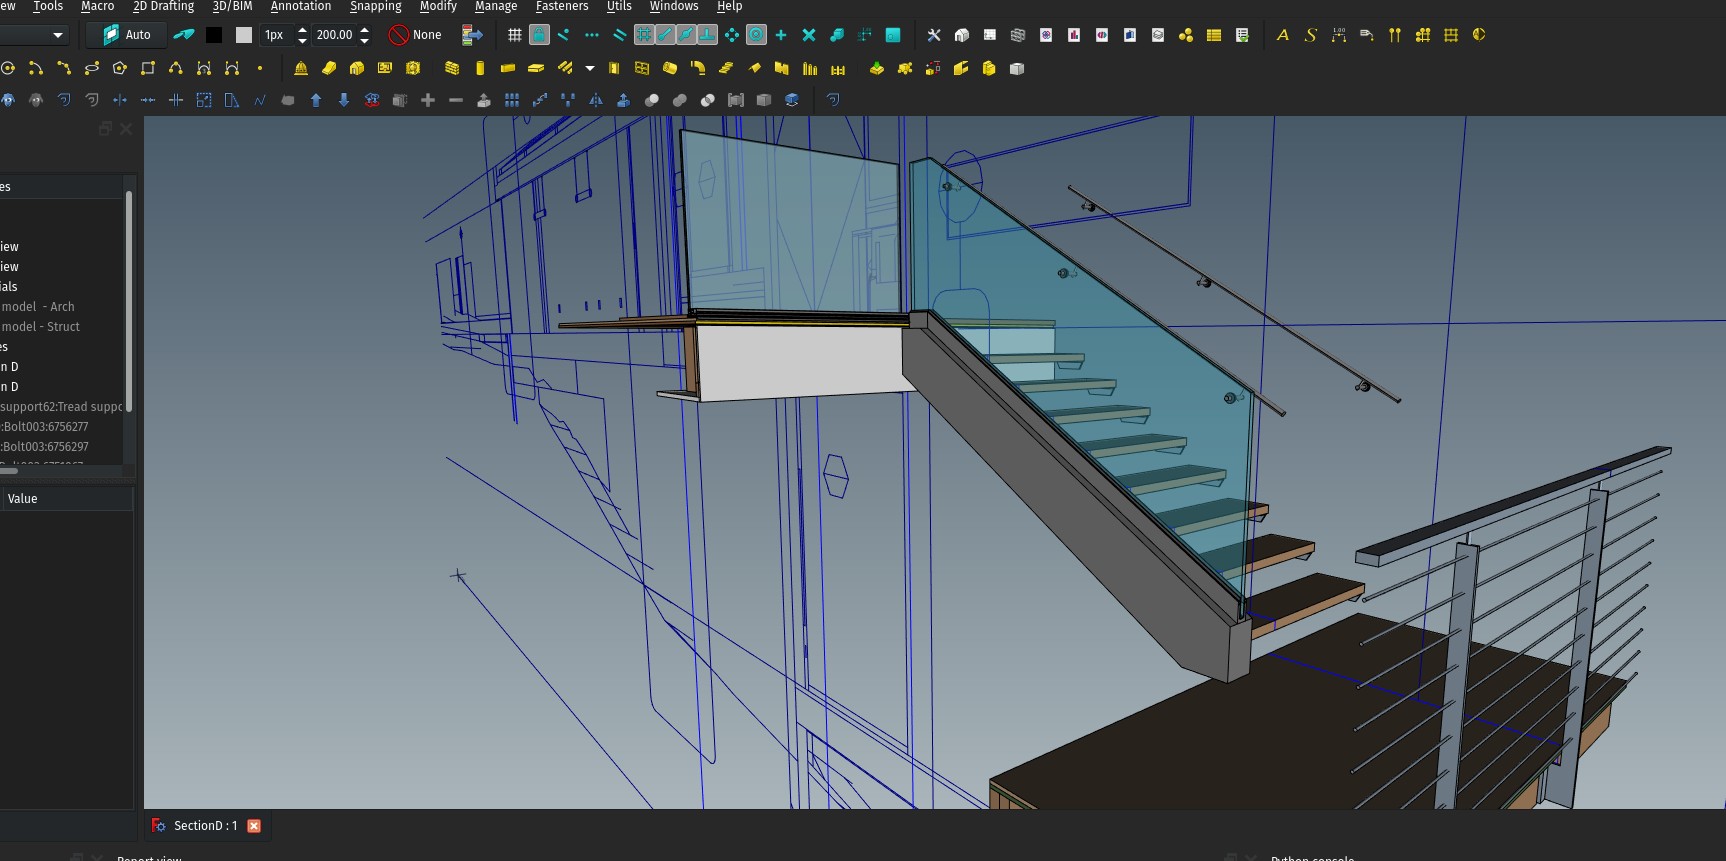 ew Tools Macro 2D Drafting 3D/BIM Annotation Snapping Modify Manage Fasteners Utils Windows Help
Auto 1px 200.00 None
1.00
A S
es
iew
iew
ials
model - Arch
model - Struct
es
n D
n D
support62:Tread suppo
:Bolt003:6756277
:Bolt003:6756297
Value
SectionD : 1
Report view
Python console